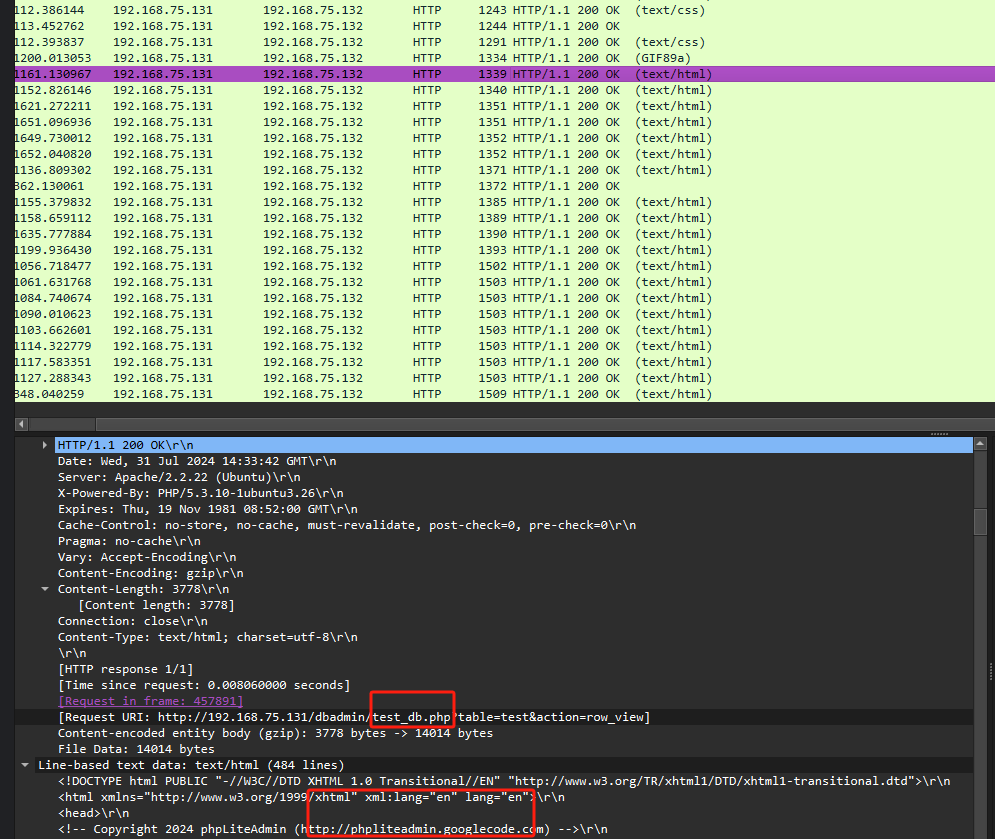 112.386144 192.168.75.131 192.168.75.132 HTTP 1243 HTTP/1.1 200 OK (text/css)
113.452762 192.168.75.131 192.168.75.132 HTTP 1244 HTTP/1.1 200 OK
112.393837 192.168.75.131 192.168.75.132 HTTP 1291 HTTP/1.1 200 OK (text/css)
1200.013053 192.168.75.131 192.168.75.132 HTTP 1334 HTTP/1.1 200 OK (GIF89a)
1161.130967 192.168.75.131 192.168.75.132 HTTP 1339 HTTP/1.1 200 OK (text/html)
1152.826146 192.168.75.131 192.168.75.132 HTTP 1340 HTTP/1.1 200 OK (text/html)
1621.272211 192.168.75.131 192.168.75.132 HTTP 1351 HTTP/1.1 200 OK (text/html)
1651.096936 192.168.75.131 192.168.75.132 HTTP 1351 HTTP/1.1 200 OK (text/html)
1649.730012 192.168.75.131 192.168.75.132 HTTP 1352 HTTP/1.1 200 OK (text/html)
1652.040820 192.168.75.131 192.168.75.132 HTTP 1352 HTTP/1.1 200 OK (text/html)
1136.809302 192.168.75.131 192.168.75.132 HTTP 1371 HTTP/1.1 200 OK (text/html)
362.130061 192.168.75.131 192.168.75.132 HTTP 1372 HTTP/1.1 200 OK
1155.379832 192.168.75.131 192.168.75.132 HTTP 1385 HTTP/1.1 200 OK (text/html)
1158.659112 192.168.75.131 192.168.75.132 HTTP 1389 HTTP/1.1 200 OK (text/html)
1635.777884 192.168.75.131 192.168.75.132 HTTP 1390 HTTP/1.1 200 OK (text/html)
1199.936430 192.168.75.131 192.168.75.132 HTTP 1393 HTTP/1.1 200 OK (text/html)
1056.718477 192.168.75.131 192.168.75.132 HTTP 1502 HTTP/1.1 200 OK (text/html)
1061.631768 192.168.75.131 192.168.75.132 HTTP 1503 HTTP/1.1 200 OK (text/html)
1084.740674 192.168.75.131 192.168.75.132 HTTP 1503 HTTP/1.1 200 OK (text/html)
1090.010623 192.168.75.131 192.168.75.132 HTTP 1503 HTTP/1.1 200 OK (text/html)
1103.662601 192.168.75.131 192.168.75.132 HTTP 1503 HTTP/1.1 200 OK (text/html)
1114.322779 192.168.75.131 192.168.75.132 HTTP 1503 HTTP/1.1 200 OK (text/html)
1117.583351 192.168.75.131 192.168.75.132 HTTP 1503 HTTP/1.1 200 OK (text/html)
1127.288343 192.168.75.131 192.168.75.132 HTTP 1503 HTTP/1.1 200 OK (text/html)
348.040259 192.168.75.131 192.168.75.132 HTTP 1509 HTTP/1.1 200 OK (text/html)
HTTP/1.1 200 OK\r\n
Date: Wed, 31 Jul 2024 14:33:42 GMT\r\n
Server: Apache/2.2.22 (Ubuntu)\r\n
X-Powered-By: PHP/5.3.10-1ubuntu3.26\r\n
Expires: Thu, 19 Nov 1981 08:52:00 GMT\r\n
Cache-Control: no-store, no-cache, must-revalidate, post-check=0, pre-check=0\r\n
Pragma: no-cache\r\n
Vary: Accept-Encoding\r\n
Content-Encoding: gzip\r\n
Content-Length: 3778\r\n
[Content length: 3778]
Connection: close\r\n
Content-Type: text/html; charset=utf-8\r\n
\r\n
[HTTP response 1/1]
[Time since request: 0.008060000 seconds]
[Request in frame: 457891]
[Request URI: http://192.168.75.131/dbadmin/test_db.php?table=test&action=row_view]
Content-encoded entity body (gzip): 3778 bytes -> 14014 bytes
File Data: 14014 bytes
Line-based text data: text/html (484 lines)
<!DOCTYPE html PUBLIC "-//W3C//DTD XHTML 1.0 Transitional//EN" "http://www.w3.org/TR/xhtml1/DTD/xhtml1-transitional.dtd">\r\n
<html xmlns="http://www.w3.org/1999/xhtml" xml:lang="en" lang="en">\r\n
<head>\r\n
<!-- Copyright 2024 phpLiteAdmin (http://phpliteadmin.googlecode.com) -->\r\n